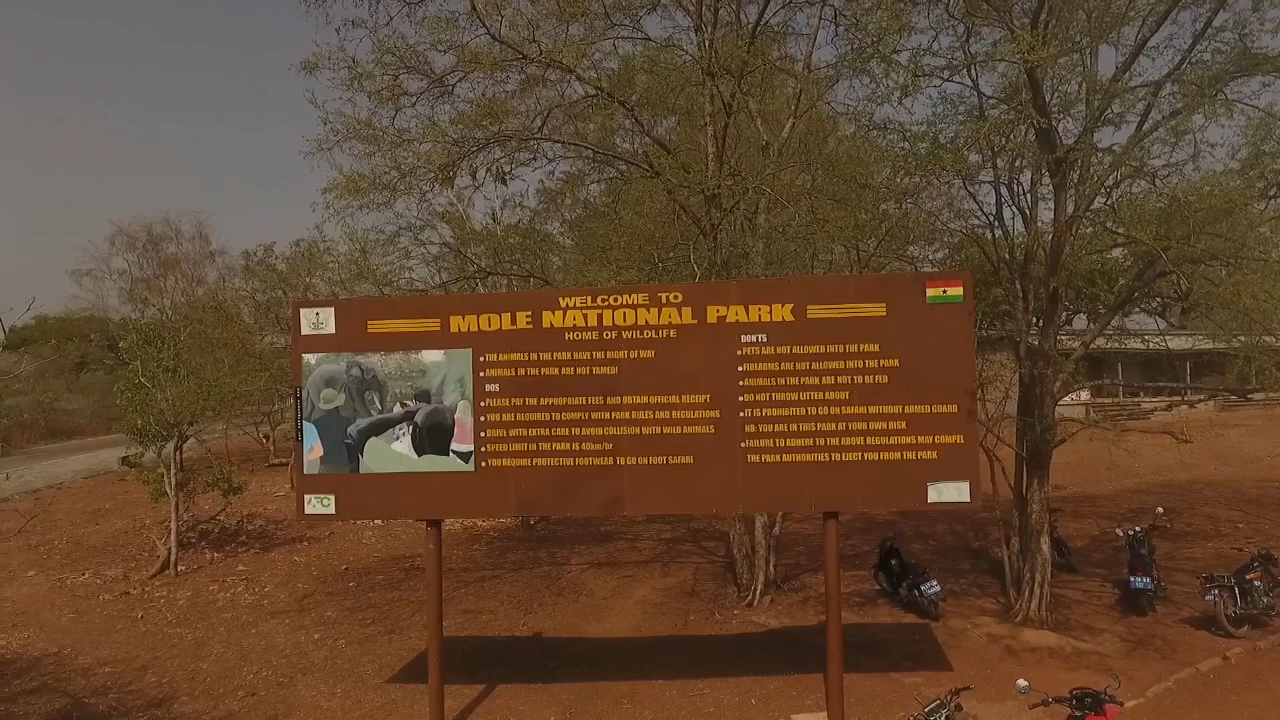 WELCOME TO
MOLE NATIONAL PARK
HOME OF WILDLIFE
THE ANIMALS IN THE PARK HAVE THE RIGHT OF WAY
ANIMALS IN THE PARK ARE NOT TAMED!
DOS
PLEASE PAY THE APPROPRIATE FEES AND OBTAIN OFFICIAL RECEIPT
YOU ARE REQUIRED TO COMPLY WITH PARK RULES AND REGULATIONS
DRIVE WITH EXTRA CARE TO AVOID COLLISION WITH WILD ANIMALS
SPEED LIMIT IN THE PARK IS 40km/hr
YOU REQUIRE PROTECTIVE FOOTWEAR TO GO ON FOOT SAFARI
DON'TS
PETS ARE NOT ALLOWED INTO THE PARK
FIREARMS ARE NOT ALLOWED INTO THE PARK
ANIMALS IN THE PARK ARE NOT TO BE FED
DO NOT THROW LITTER ABOUT
IT IS PROHIBITED TO GO ON SAFARI WITHOUT ARMED GUARD
NB: YOU ARE IN THIS PARK AT YOUR OWN RISK
FAILURE TO ADHERE TO THE ABOVE REGULATIONS MAY COMPEL
THE PARK AUTHORITIES TO EJECT YOU FROM THE PARK